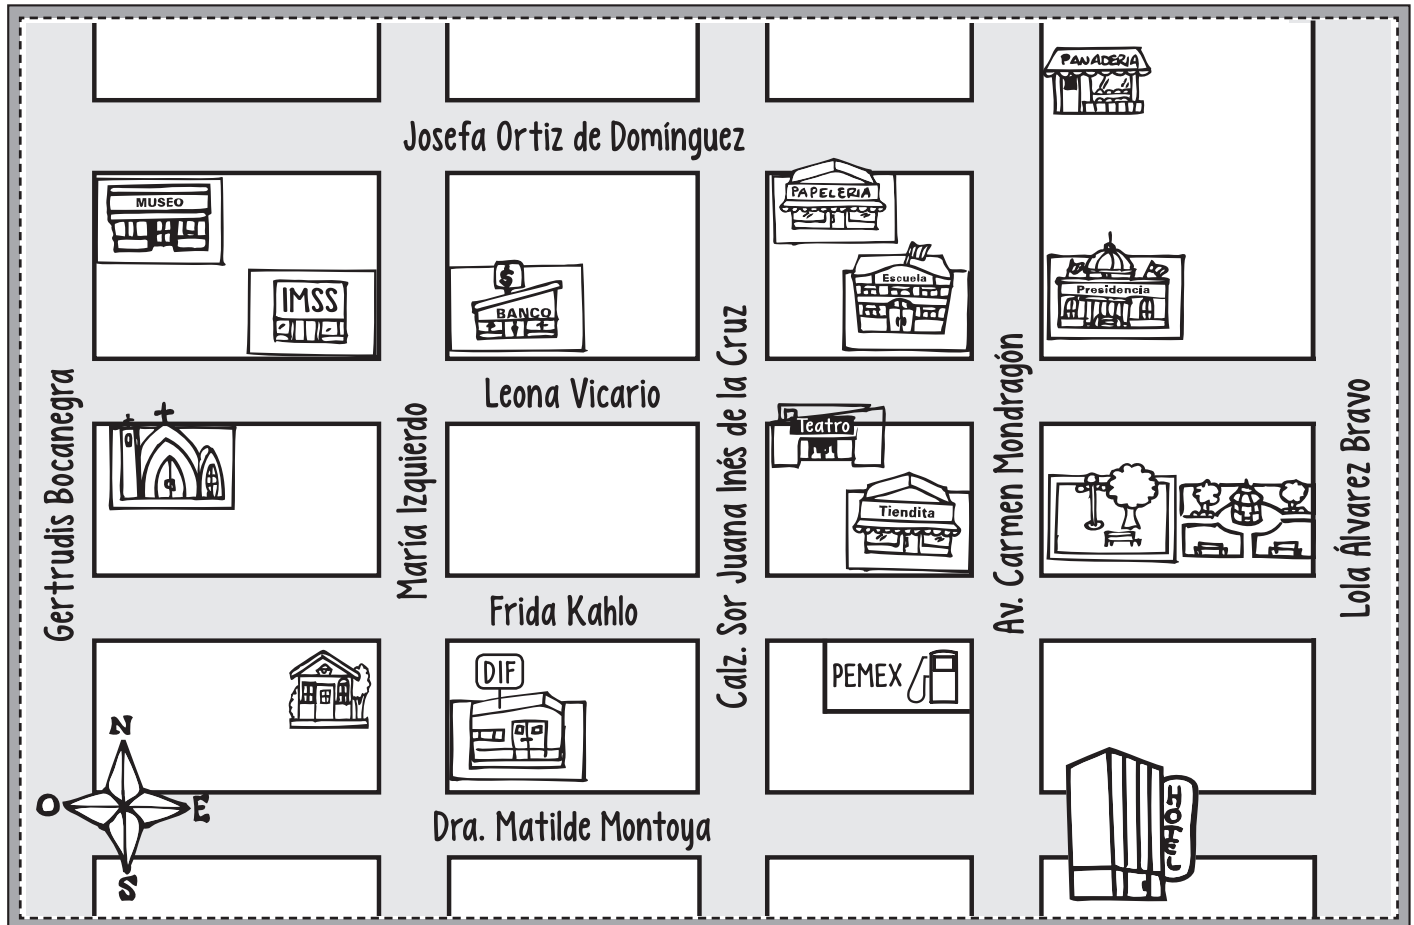 PANADERIA
Josefa Ortiz de Domínguez
MUSEO
PAPELERIA
IMSS
$
BANCO
Escuela
Presidencia
Gertrudis Bocanegra
María Izquierdo
Leona Vicario
Calz. Sor Juana Inés de la Cruz
Av. Carmen Mondragón
Lola Álvarez Bravo
Teatro
Tiendita
Frida Kahlo
DIF
PEMEX
N
O
E
S
Dra. Matilde Montoya
HOTEL